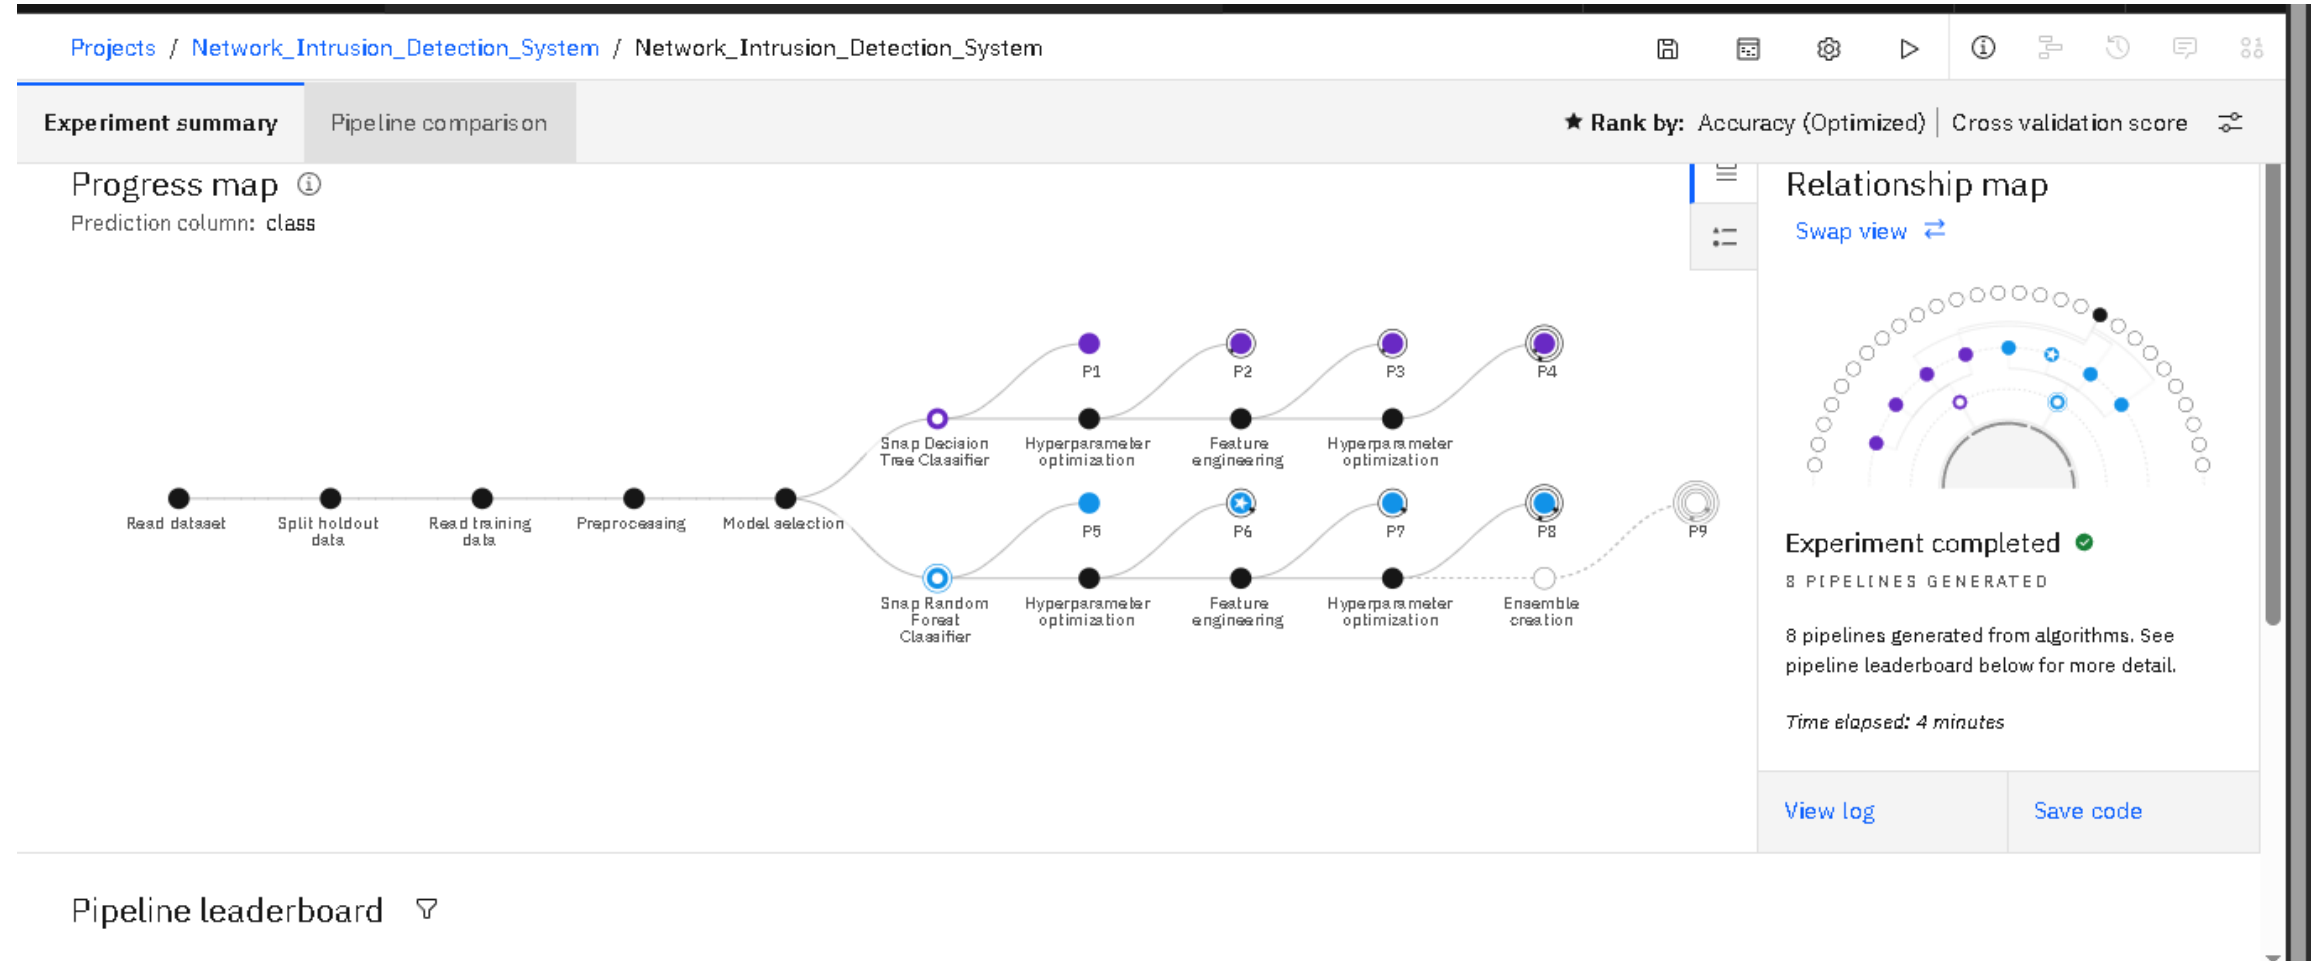 Projects / Network_Intrusion_Detection_System / Network_Intrusion_Detection_System
Experiment summary
Pipeline comparison
Rank by: Accuracy (Optimized) | Cross validation score
Progress map
Prediction column: class
Relationship map
Swap view
P1
P2
P3
P4
Snap Decision
Tree Classifier
Hyperparameter
optimization
Feature
engineering
Hyperparameter
optimization
Read dataset
Split holdout
data
Read training
data
Preprocessing
Model selection
P5
P6
P7
P8
P9
Snap Random
Forest
Classifier
Hyperparameter
optimization
Feature
engineering
Hyperparameter
optimization
Ensemble
creation
Experiment completed
8 PIPELINES GENERATED
8 pipelines generated from algorithms. See
pipeline leaderboard below for more detail.
Time elapsed: 4 minutes
View log
Save code
Pipeline leaderboard